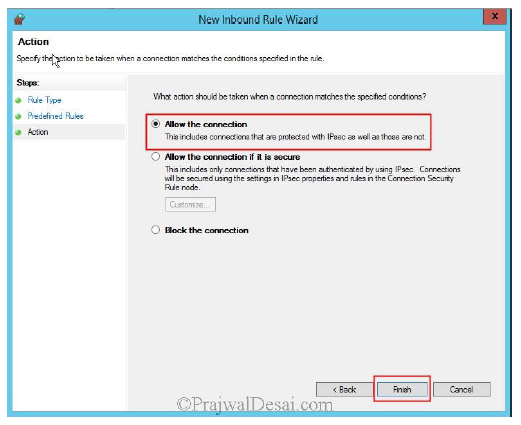 New Inbound Rule Wizard
x
Action
Specify the action to be taken when a connection matches the conditions specified in the rule.
Steps:
Rule Type
Predefined Rules
Action
What action should be taken when a connection matches the specified conditions?
Allow the connection
This includes connections that are protected with IPsec as well as those are not.
Allow the connection if it is secure
This includes only connections that have been authenticated by using IPsec. Connections
will be secured using the settings in IPsec properties and rules in the Connection Security
Rule node.
Customize...
Block the connection
< Back
Finish
Cancel
©PrajwalDesai.com